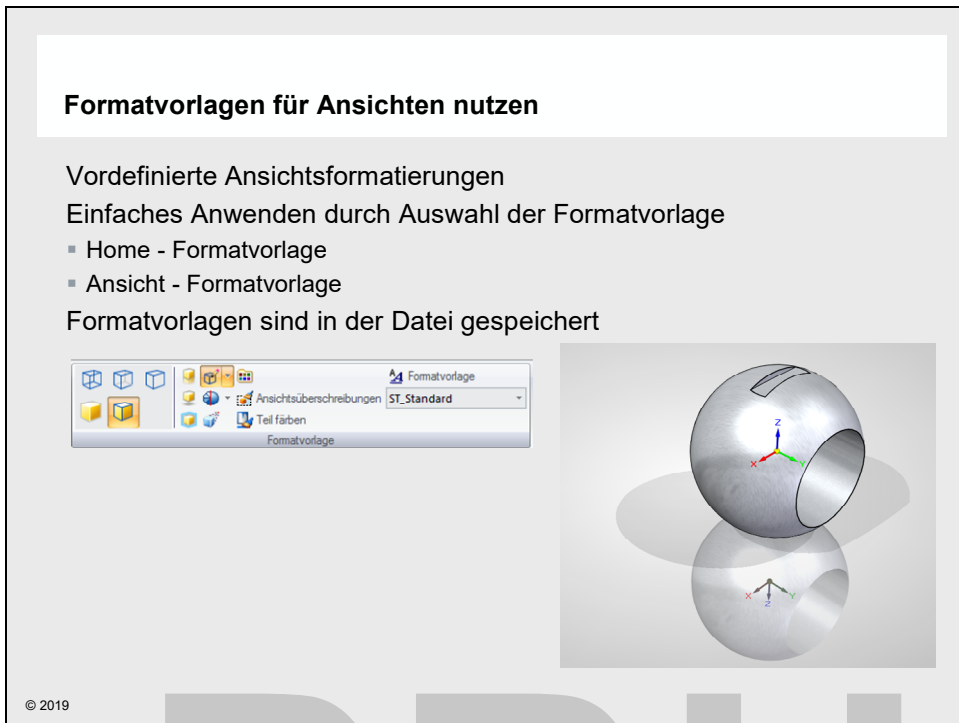 Formatvorlagen für Ansichten nutzen
Vordefinierte Ansichtsformatierungen
Einfaches Anwenden durch Auswahl der Formatvorlage
Home - Formatvorlage
Ansicht - Formatvorlage
Formatvorlagen sind in der Datei gespeichert
Formatvorlage
Ansichtsüberschreibungen ST_Standard
Teil färben
Formatvorlage
Z
X Y
X Y
Z
© 2019